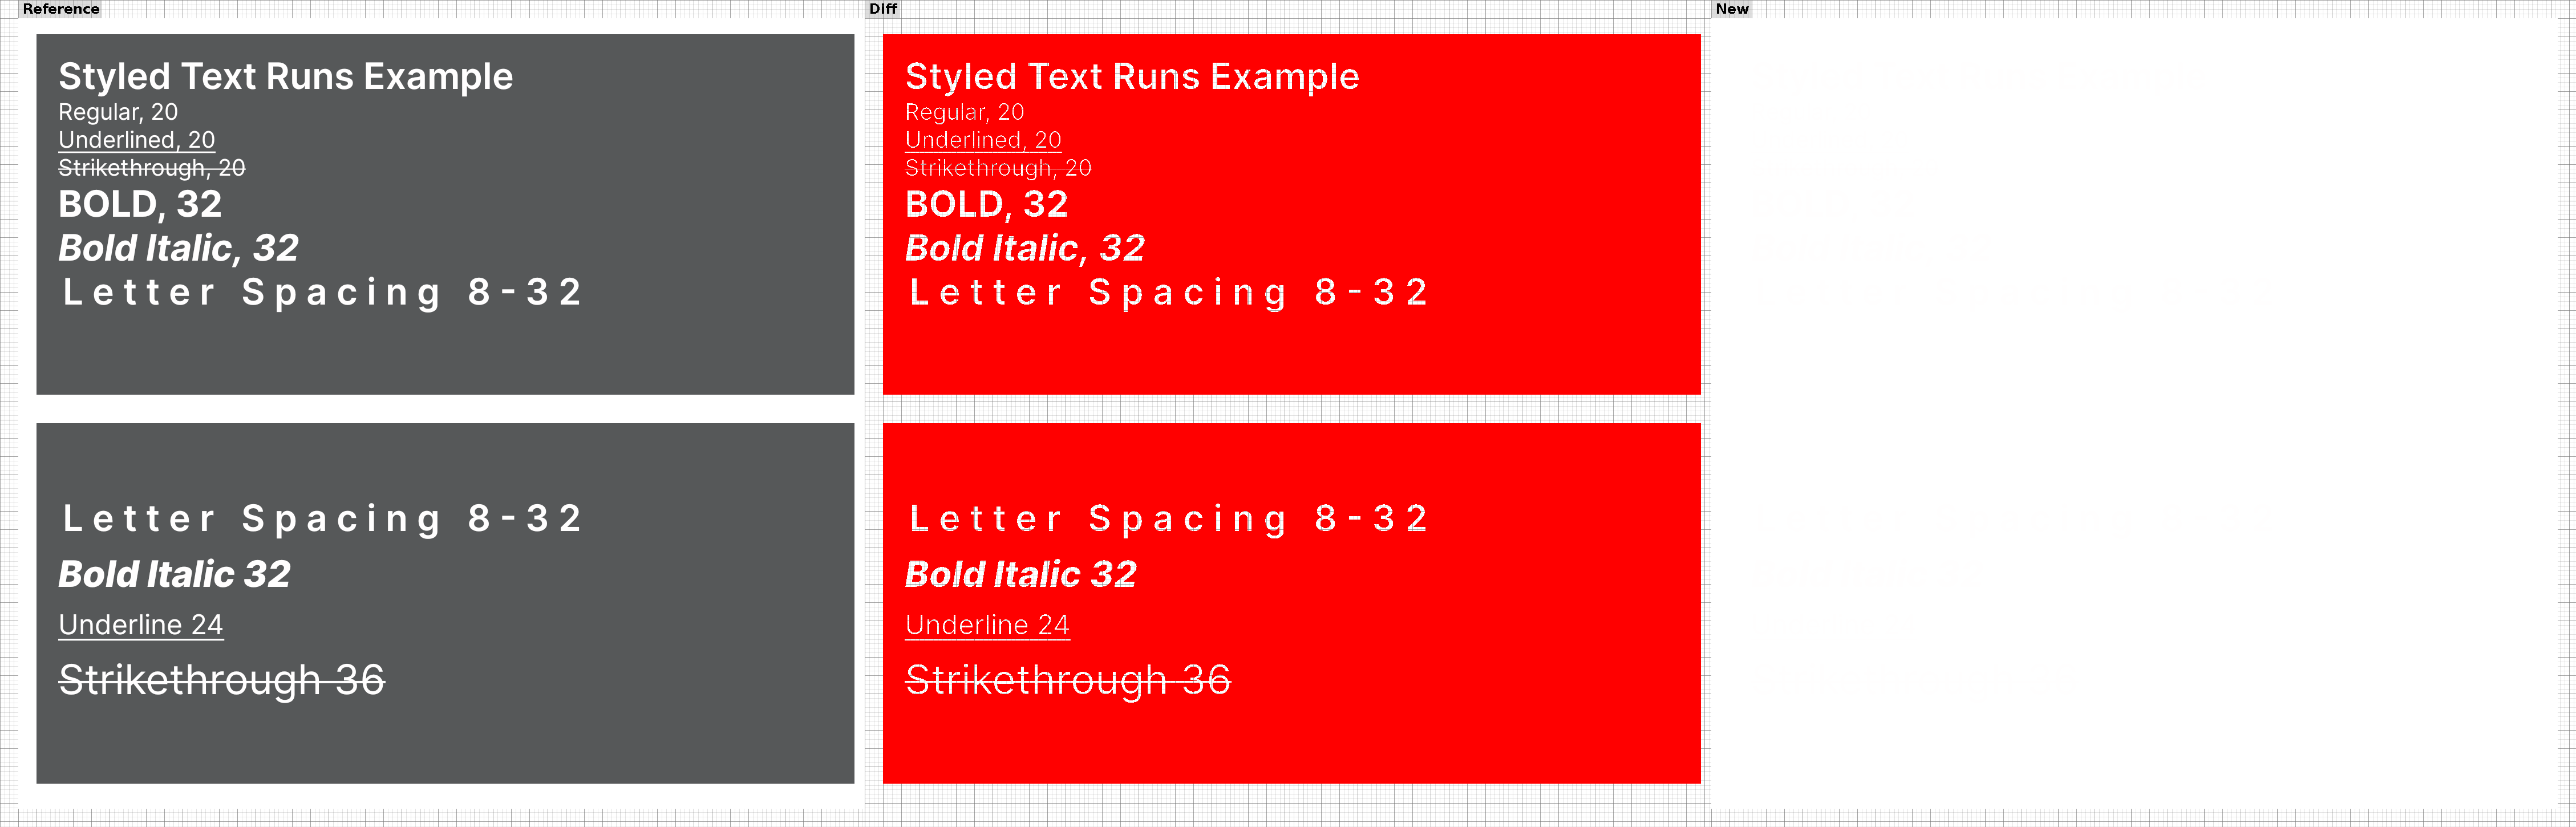 Reference
Diff
New
Styled Text Runs Example
Regular, 20
Underlined, 20
Strikethrough, 20
BOLD, 32
Bold Italic, 32
Letter Spacing 8-32
Letter Spacing 8-32
Bold Italic 32
Underline 24
Strikethrough 36
Styled Text Runs Example
Regular, 20
Underlined, 20
Strikethrough, 20
BOLD, 32
Bold Italic, 32
Letter Spacing 8-32
Letter Spacing 8-32
Bold Italic 32
Underline 24
Strikethrough 36